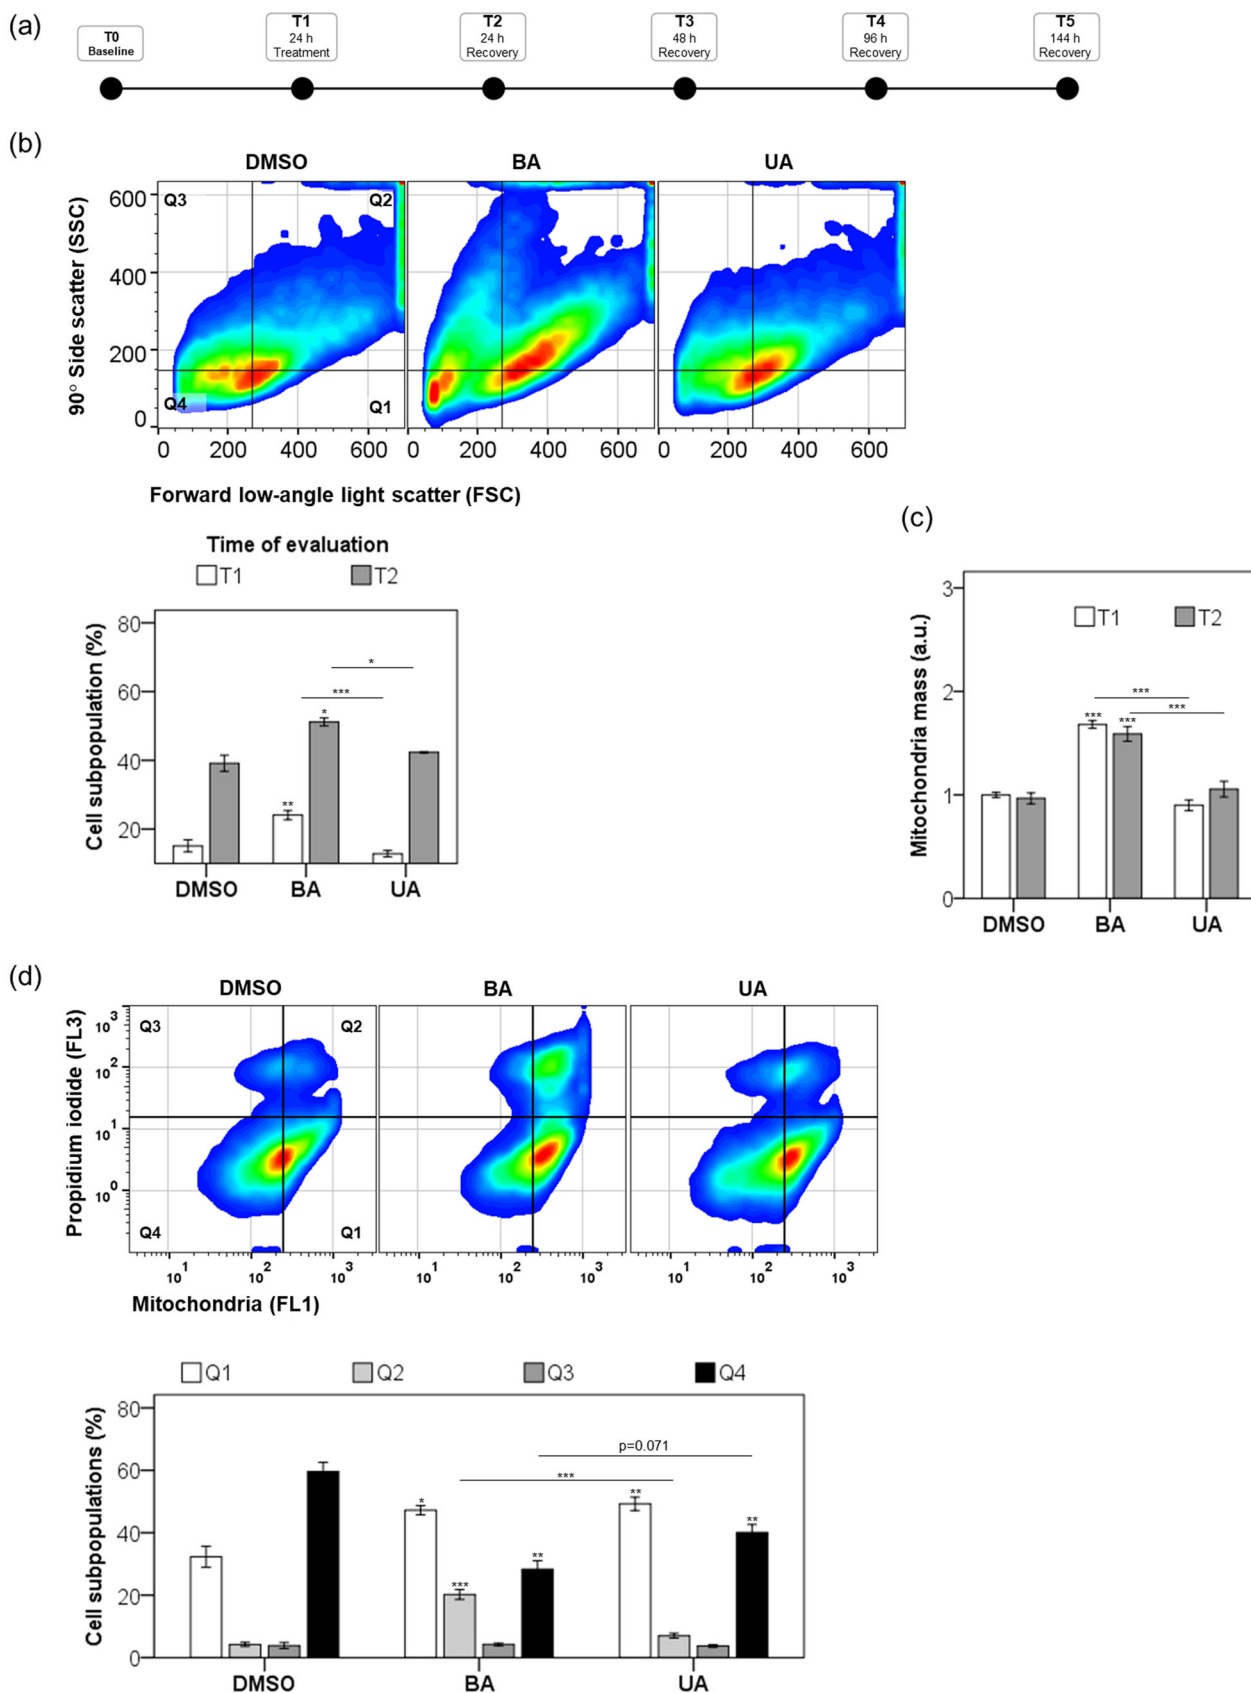 (a)
T0
Baseline
T1
24 h
Treatment
T2
24 h
Recovery
T3
48 h
Recovery
T4
96 h
Recovery
T5
144 h
Recovery
(b)
DMSO BA UA
90° Side scatter (SSC)
600
400
200
0
Q3 Q2
Q4 Q1
0 200 400 600 0 200 400 600 0 200 400 600
Forward low-angle light scatter (FSC)
Time of evaluation
T1 T2
Cell subpopulation (%)
80
60
40
20
*
***
*
**
DMSO BA UA
(c)
Mitochondria mass (a.u.)
3
2
1
0
T1 T2
***
***
*** ***
DMSO BA UA
(d)
DMSO BA UA
Propidium iodide (FL3)
10³
10²
10¹
10⁰
Q3 Q2
Q4 Q1
10¹ 10² 10³ 10¹ 10² 10³ 10¹ 10² 10³
Mitochondria (FL1)
Q1 Q2 Q3 Q4
Cell subpopulations (%)
80
60
40
20
0
p=0.071
***
* **
**
*** **
DMSO BA UA